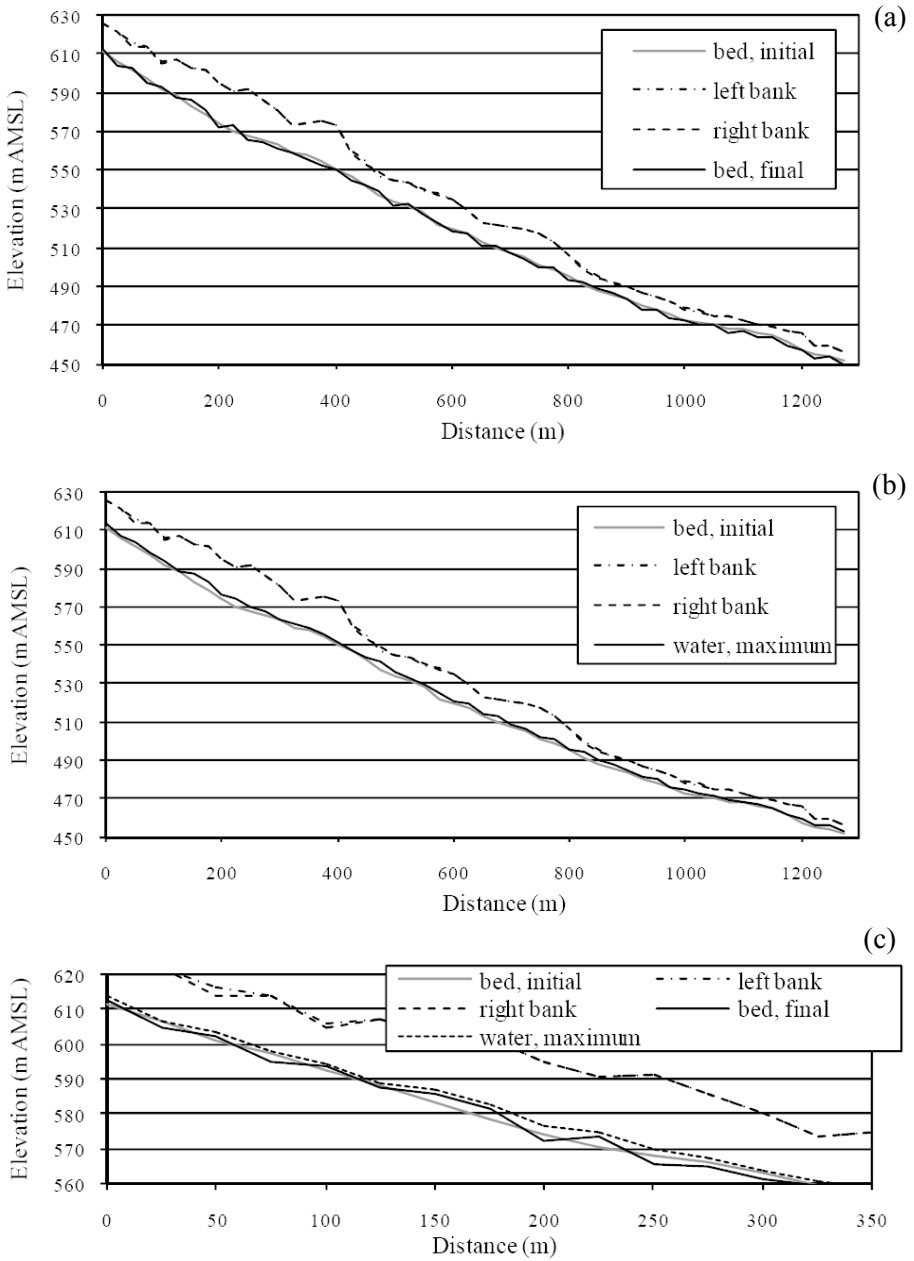 (a)
630
610
590
570
550
530
510
490
470
450
Elevation (m AMSL)
bed, initial
left bank
right bank
bed, final
0 200 400 600 800 1000 1200
Distance (m)
(b)
630
610
590
570
550
530
510
490
470
450
Elevation (m AMSL)
bed, initial
left bank
right bank
water, maximum
0 200 400 600 800 1000 1200
Distance (m)
(c)
620
610
600
590
580
570
560
Elevation (m AMSL)
bed, initial left bank
right bank bed, final
water, maximum
0 50 100 150 200 250 300 350
Distance (m)